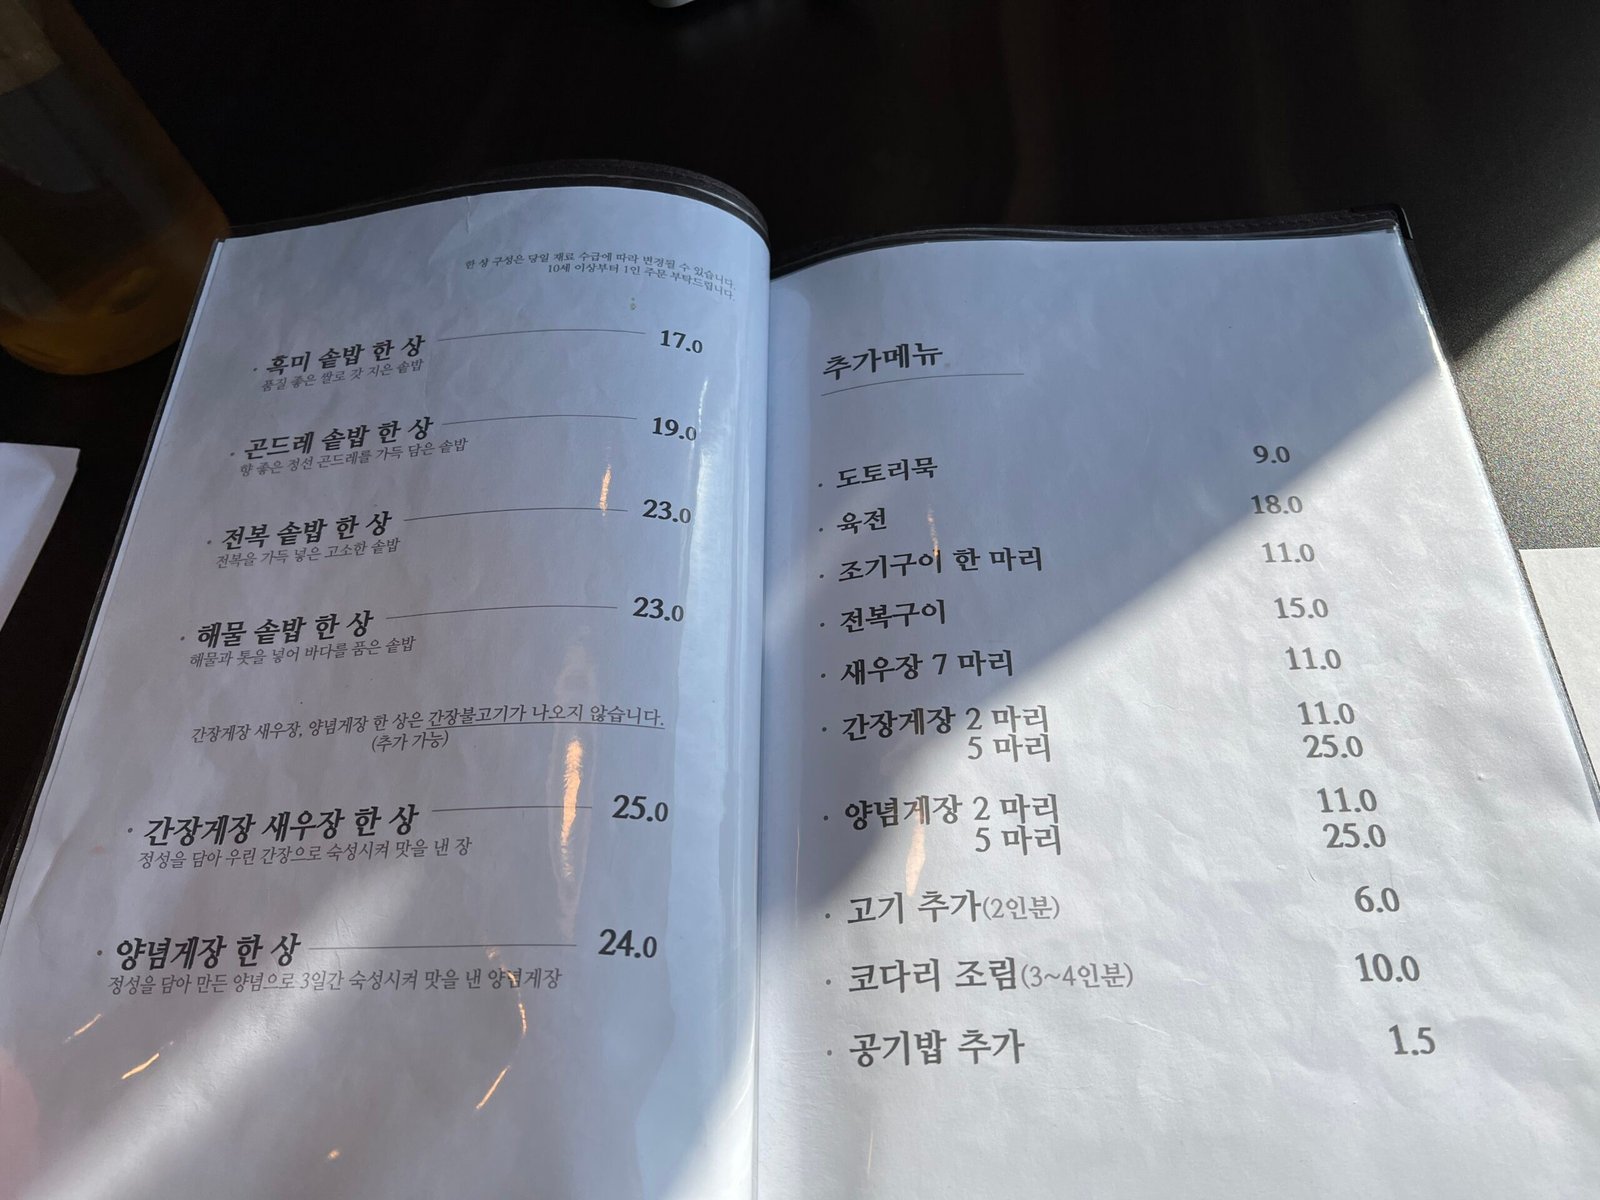 한 상 구성은 당일 재료 수급에 따라 변경될 수 있습니다.
10세 이상부터 1인 주문 부탁드립니다.
· 흑미 솥밥 한 상 17.0
품질 좋은 쌀로 갓 지은 솥밥
· 곤드레 솥밥 한 상 19.0
향 좋은 정선 곤드레를 가득 담은 솥밥
· 전복 솥밥 한 상 23.0
전복을 가득 넣은 고소한 솥밥
· 해물 솥밥 한 상 23.0
해물과 톳을 넣어 바다를 품은 솥밥
간장게장 새우장, 양념게장 한 상은 간장불고기가 나오지 않습니다.
(추가 가능)
· 간장게장 새우장 한 상 25.0
정성을 담아 우린 간장으로 숙성시켜 맛을 낸 장
· 양념게장 한 상 24.0
정성을 담아 만든 양념으로 3일간 숙성시켜 맛을 낸 양념게장
추가메뉴
· 도토리묵 9.0
· 육전 18.0
· 조기구이 한 마리 11.0
· 전복구이 15.0
· 새우장 7 마리 11.0
· 간장게장 2 마리 11.0
5 마리 25.0
· 양념게장 2 마리 11.0
5 마리 25.0
· 고기 추가(2인분) 6.0
· 코다리 조림(3~4인분) 10.0
· 공기밥 추가 1.5